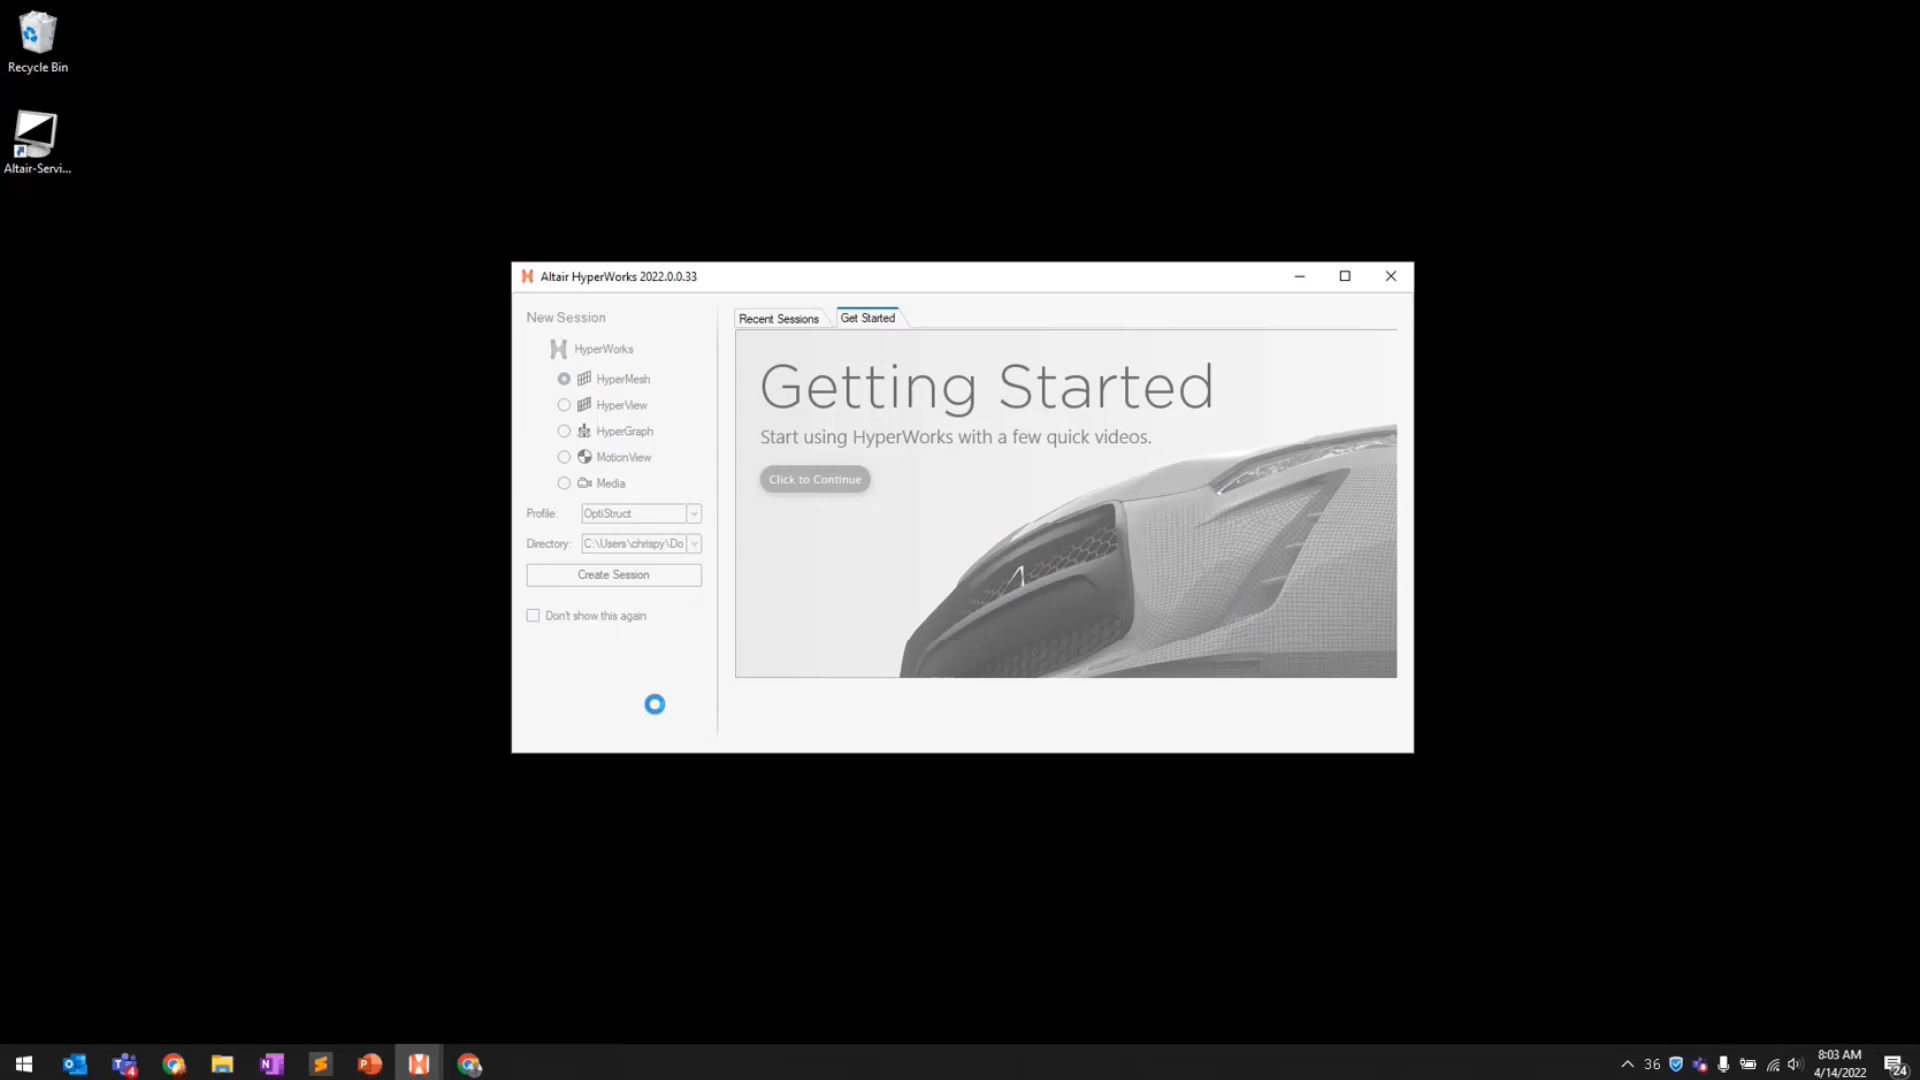 Recycle Bin
Altair-Servi...
Altair HyperWorks 2022.0.0.33
New Session
HyperWorks
HyperMesh
HyperView
HyperGraph
MotionView
Media
Profile: OptiStruct
Directory: C:\Users\chrispy\Do
Create Session
Don't show this again
Recent Sessions Get Started
Getting Started
Start using HyperWorks with a few quick videos.
Click to Continue
4
36
8:03 AM
4/14/2022
24